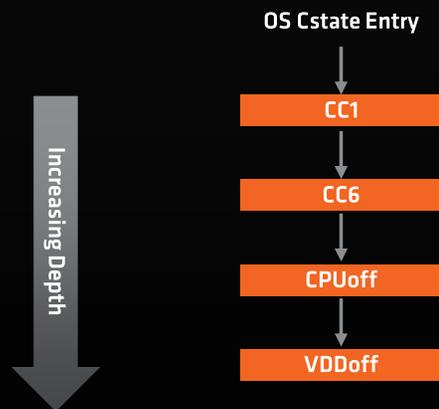 OS Cstate Entry
Increasing Depth
CC1
CC6
CPUoff
VDDoff